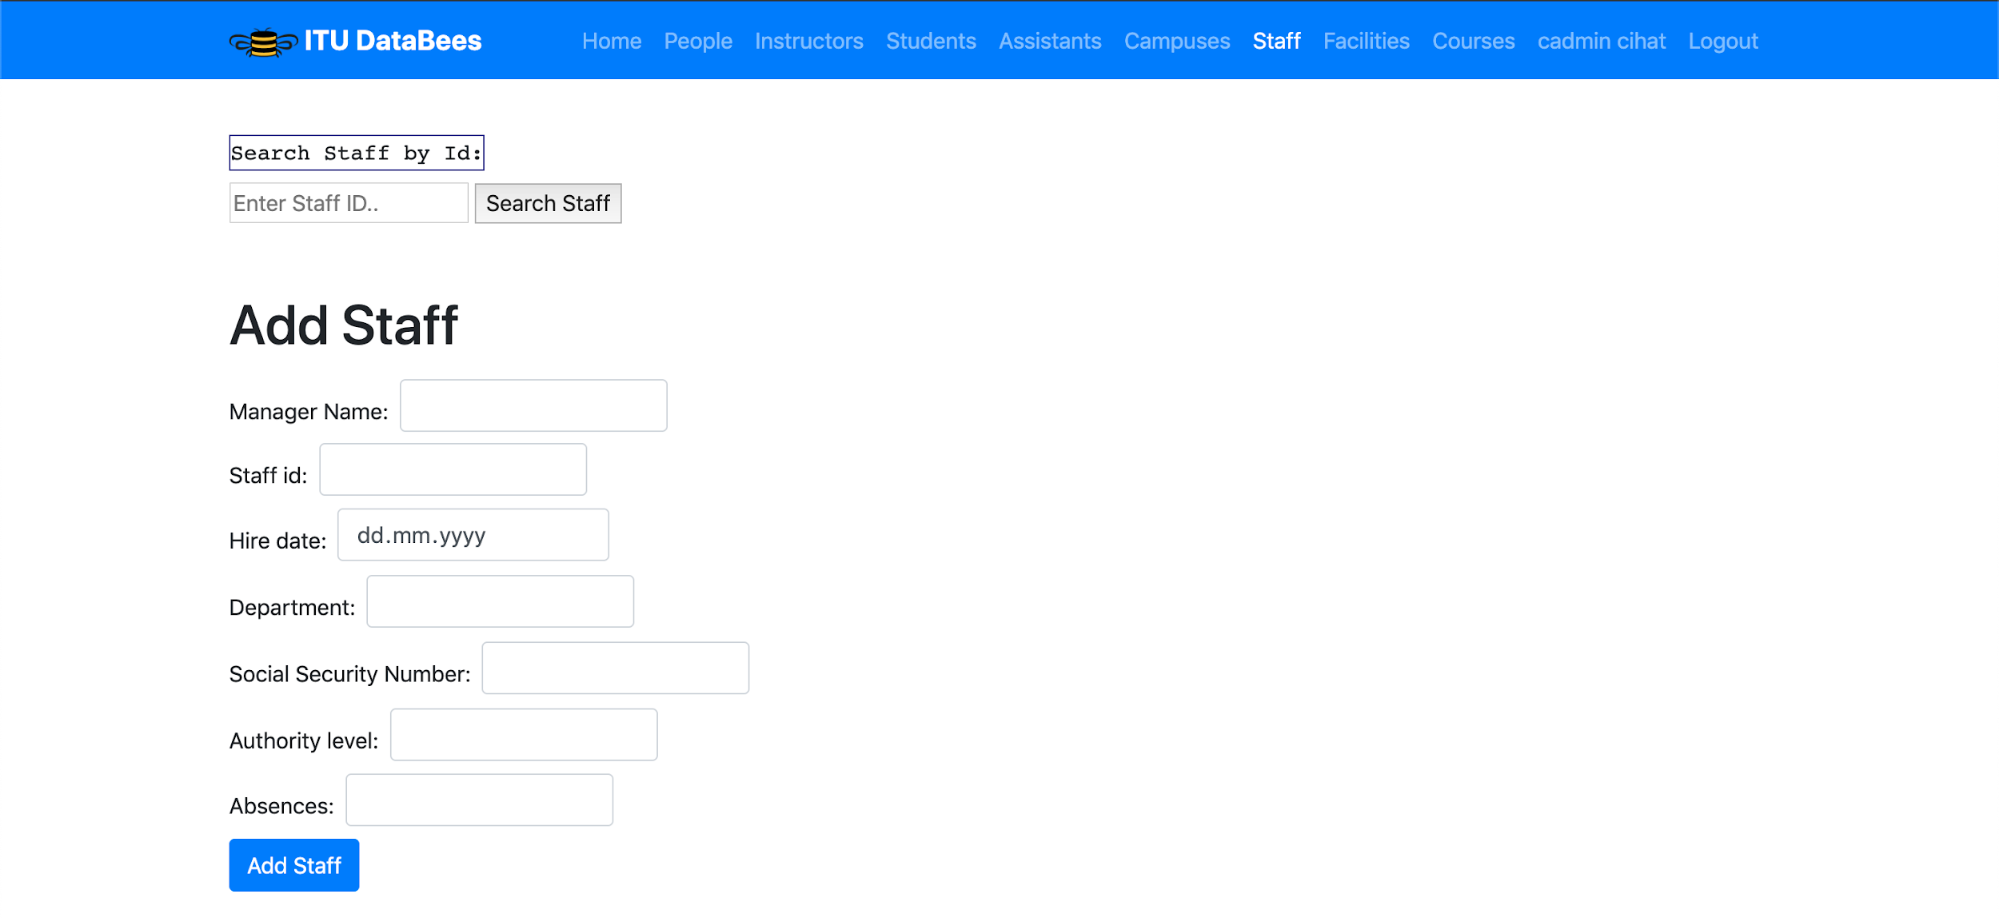 ITU DataBees Home People Instructors Students Assistants Campuses Staff Facilities Courses cadmin cihat Logout
Search Staff by Id:
Enter Staff ID.. Search Staff
Add Staff
Manager Name:
Staff id:
Hire date: dd.mm.yyyy
Department:
Social Security Number:
Authority level:
Absences:
Add Staff